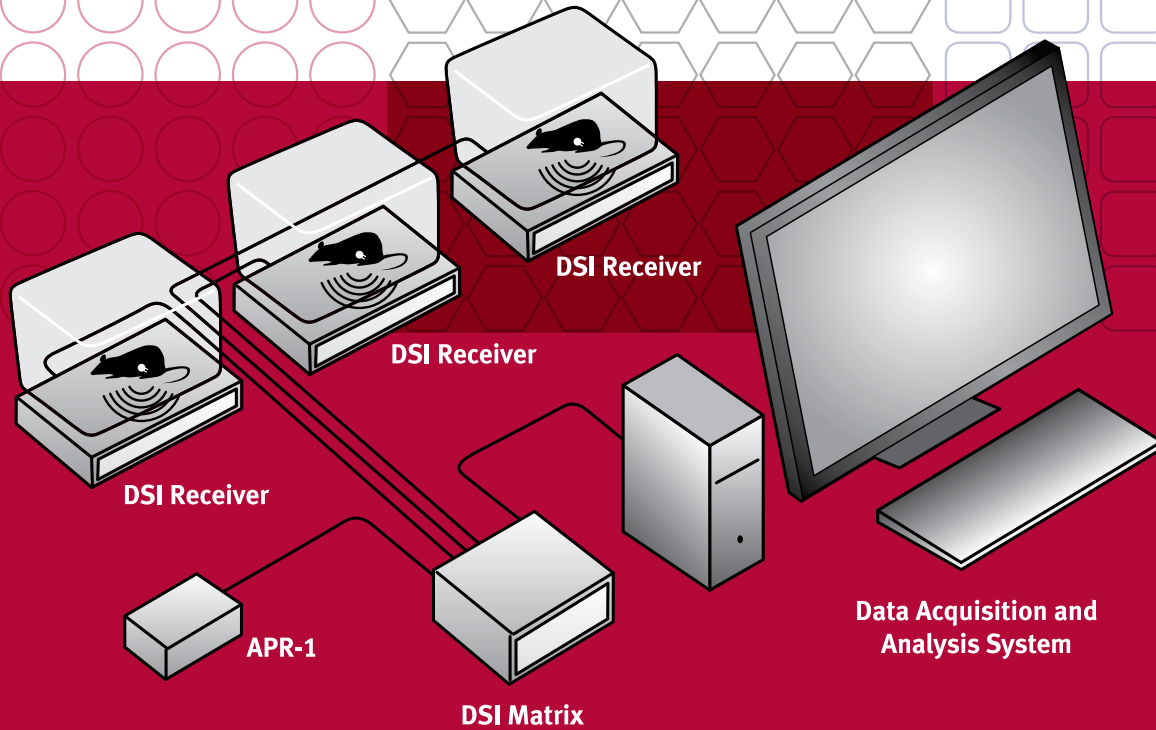 DSI Receiver
DSI Receiver
DSI Receiver
APR-1
DSI Matrix
Data Acquisition and
Analysis System